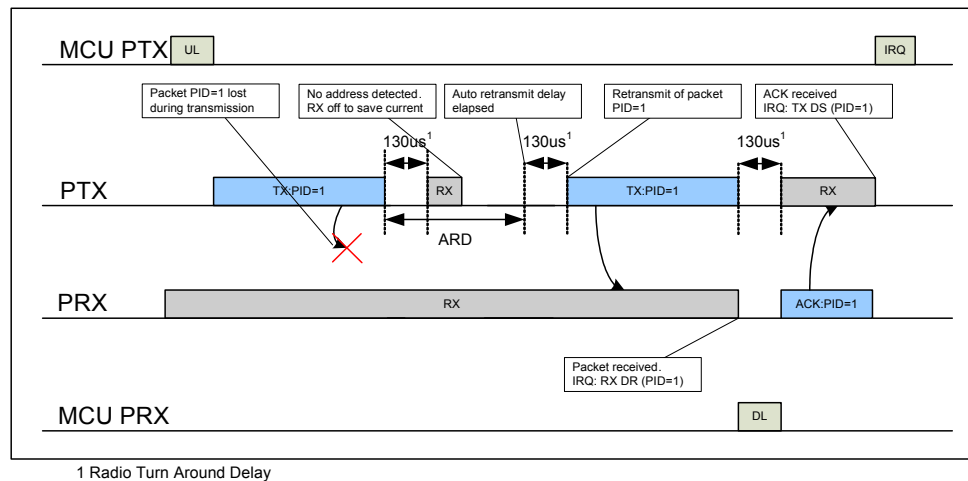 MCU PTX
UL
IRQ
Packet PID=1 lost
during transmission
No address detected.
RX off to save current
Auto retransmit delay
elapsed
Retransmit of packet
PID=1
ACK received
IRQ: TX DS (PID=1)
130us1
130us1
130us1
PTX
TX:PID=1
RX
TX:PID=1
RX
ARD
PRX
RX
ACK:PID=1
Packet received.
IRQ: RX DR (PID=1)
MCU PRX
DL
1 Radio Turn Around Delay